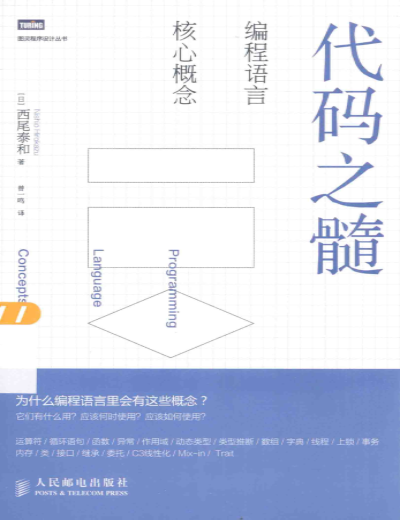 TURING
图灵程序设计丛书
代码之髓
编程语言
核心概念
[日] 西尾泰和 著
Nishio Hirokazu
曾一鸣 译
Programming
Language
Concepts
为什么编程语言里会有这些概念？
它们有什么用？应该何时使用？应该如何使用？
运算符 / 循环语句 / 函数 / 异常 / 作用域 / 动态类型 / 类型推断 / 数组 / 字典 / 线程 / 上锁 / 事务
内存 / 类 / 接口 / 继承 / 委托 / C3线性化 / Mix-in / Trait
人民邮电出版社
POSTS & TELECOM PRESS